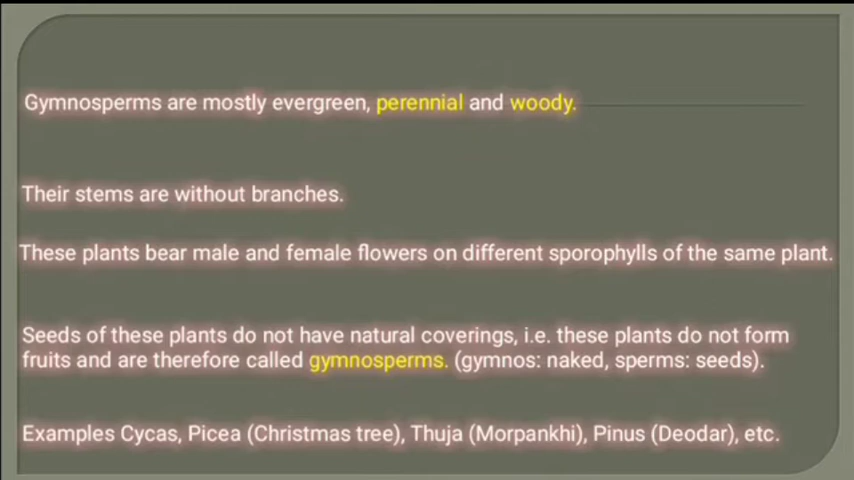 Gymnosperms are mostly evergreen, perennial and woody.
Their stems are without branches.
These plants bear male and female flowers on different sporophylls of the same plant.
Seeds of these plants do not have natural coverings, i.e. these plants do not form
fruits and are therefore called gymnosperms. (gymnos: naked, sperms: seeds).
Examples Cycas, Picea (Christmas tree), Thuja (Morpankhi), Pinus (Deodar), etc.